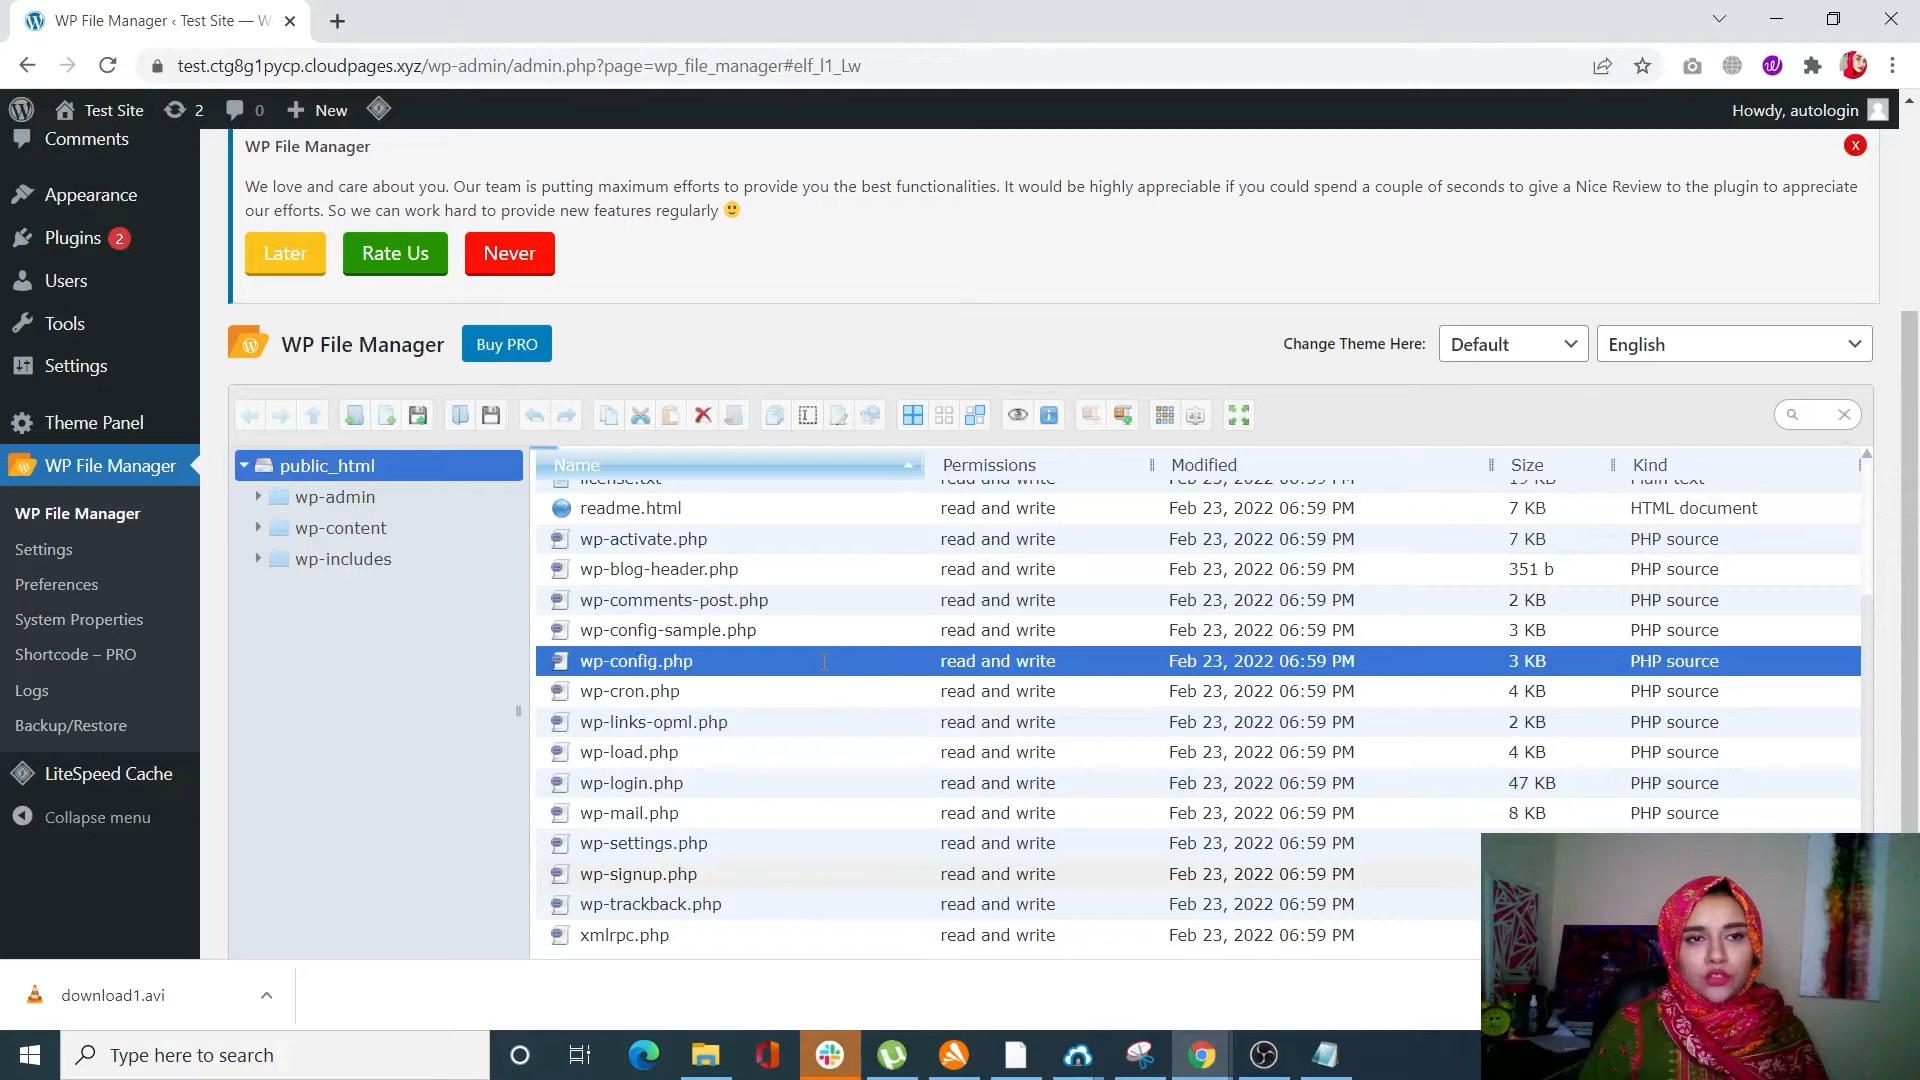 WP File Manager ‹ Test Site — W
test.ctg8g1pycp.cloudpages.xyz/wp-admin/admin.php?page=wp_file_manager#elf_l1_Lw
Test Site 2 0 New Howdy, autologin
Comments
Appearance
Plugins 2
Users
Tools
Settings
Theme Panel
WP File Manager
WP File Manager
Settings
Preferences
System Properties
Shortcode – PRO
Logs
Backup/Restore
LiteSpeed Cache
Collapse menu
WP File Manager
X
We love and care about you. Our team is putting maximum efforts to provide you the best functionalities. It would be highly appreciable if you could spend a couple of seconds to give a Nice Review to the plugin to appreciate
our efforts. So we can work hard to provide new features regularly 🙂
Later Rate Us Never
WP File Manager Buy PRO Change Theme Here: Default English
public_html
wp-admin
wp-content
wp-includes
Name Permissions Modified Size Kind
license.txt read and write Feb 23, 2022 06:59 PM 19 KB Plain text
readme.html read and write Feb 23, 2022 06:59 PM 7 KB HTML document
wp-activate.php read and write Feb 23, 2022 06:59 PM 7 KB PHP source
wp-blog-header.php read and write Feb 23, 2022 06:59 PM 351 b PHP source
wp-comments-post.php read and write Feb 23, 2022 06:59 PM 2 KB PHP source
wp-config-sample.php read and write Feb 23, 2022 06:59 PM 3 KB PHP source
wp-config.php read and write Feb 23, 2022 06:59 PM 3 KB PHP source
wp-cron.php read and write Feb 23, 2022 06:59 PM 4 KB PHP source
wp-links-opml.php read and write Feb 23, 2022 06:59 PM 2 KB PHP source
wp-load.php read and write Feb 23, 2022 06:59 PM 4 KB PHP source
wp-login.php read and write Feb 23, 2022 06:59 PM 47 KB PHP source
wp-mail.php read and write Feb 23, 2022 06:59 PM 8 KB PHP source
wp-settings.php read and write Feb 23, 2022 06:59 PM
wp-signup.php read and write Feb 23, 2022 06:59 PM
wp-trackback.php read and write Feb 23, 2022 06:59 PM
xmlrpc.php read and write Feb 23, 2022 06:59 PM
download1.avi
Type here to search